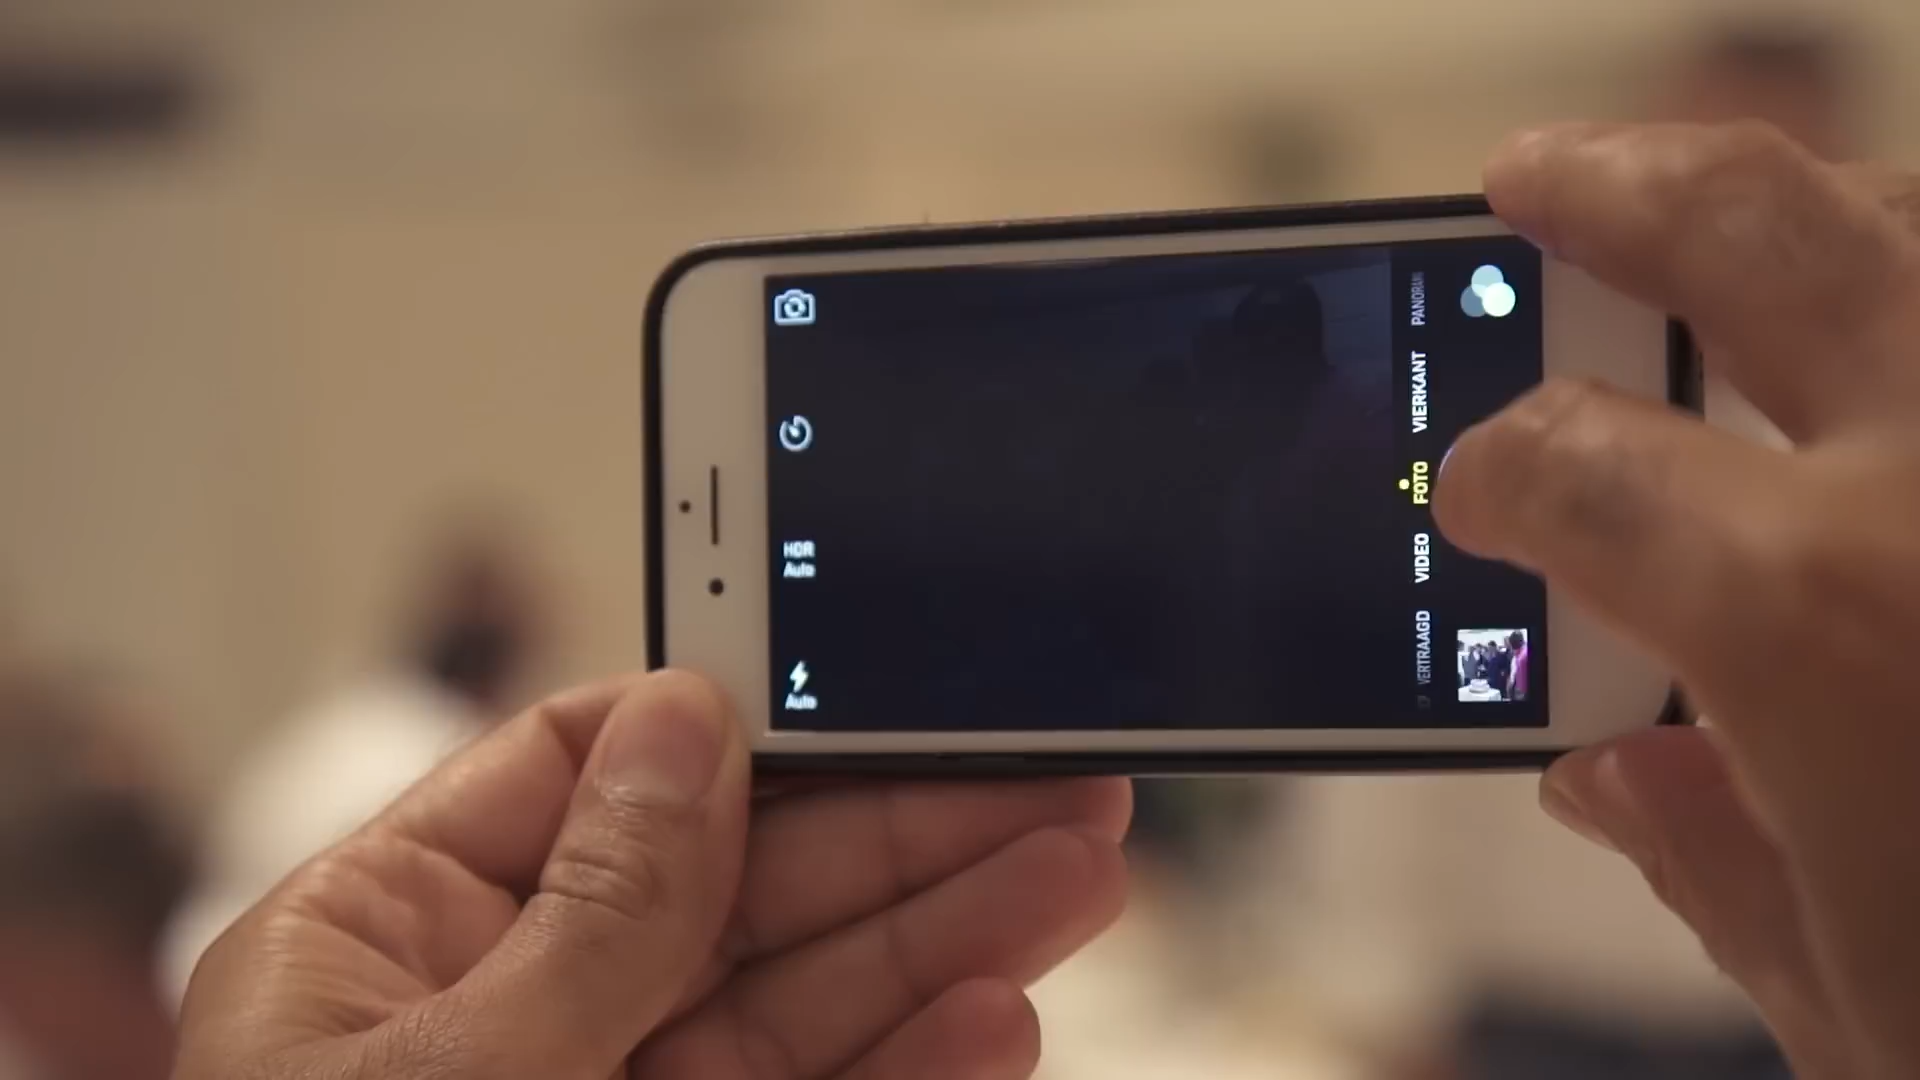 HDR
Auto
Auto
PANORAMA
VIERKANT
FOTO
VIDEO
VERTRAAGD